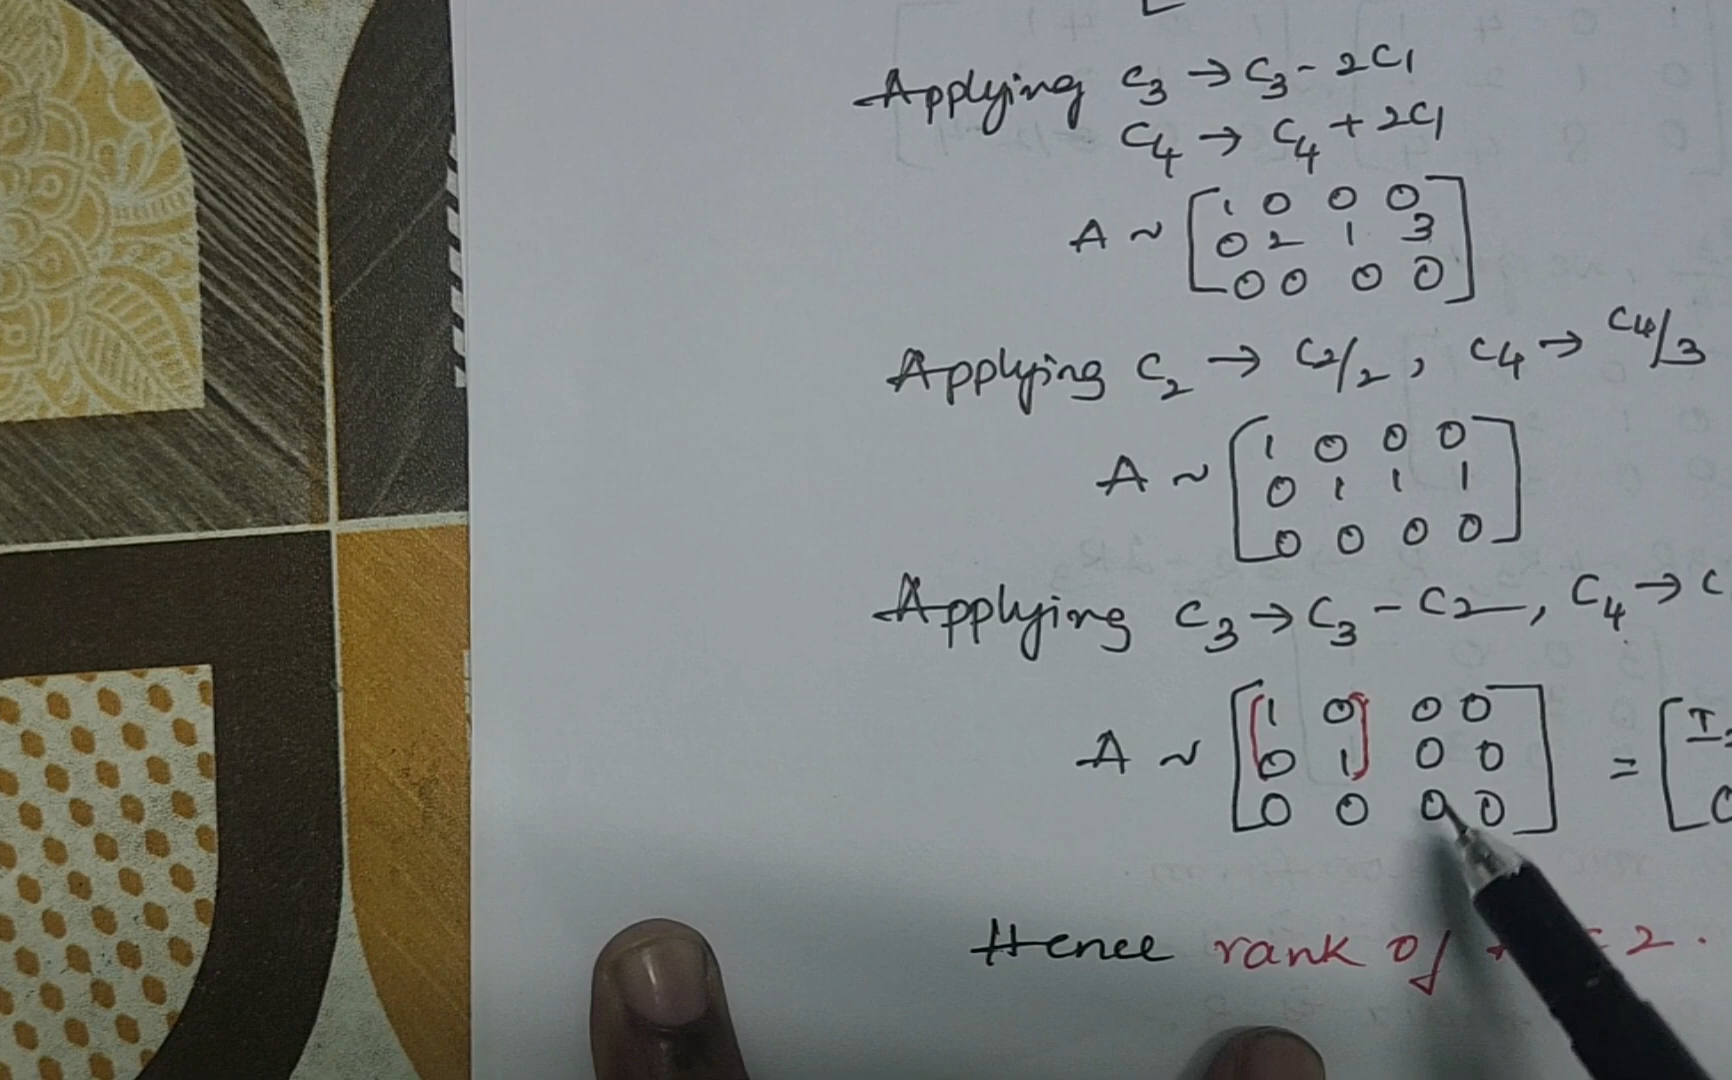 Applying C3 → C3 - 2C1
C4 → C4 + 2C1
A ~ [1 0 0 0
0 2 1 3
0 0 0 0]
Applying C2 → C2/2, C4 → C4/3
A ~ [1 0 0 0
0 1 1 1
0 0 0 0]
Applying C3 → C3 - C2, C4 →
A ~ [1 0 0 0
0 1 0 0
0 0 0 0] = [
Hence rank of 2.